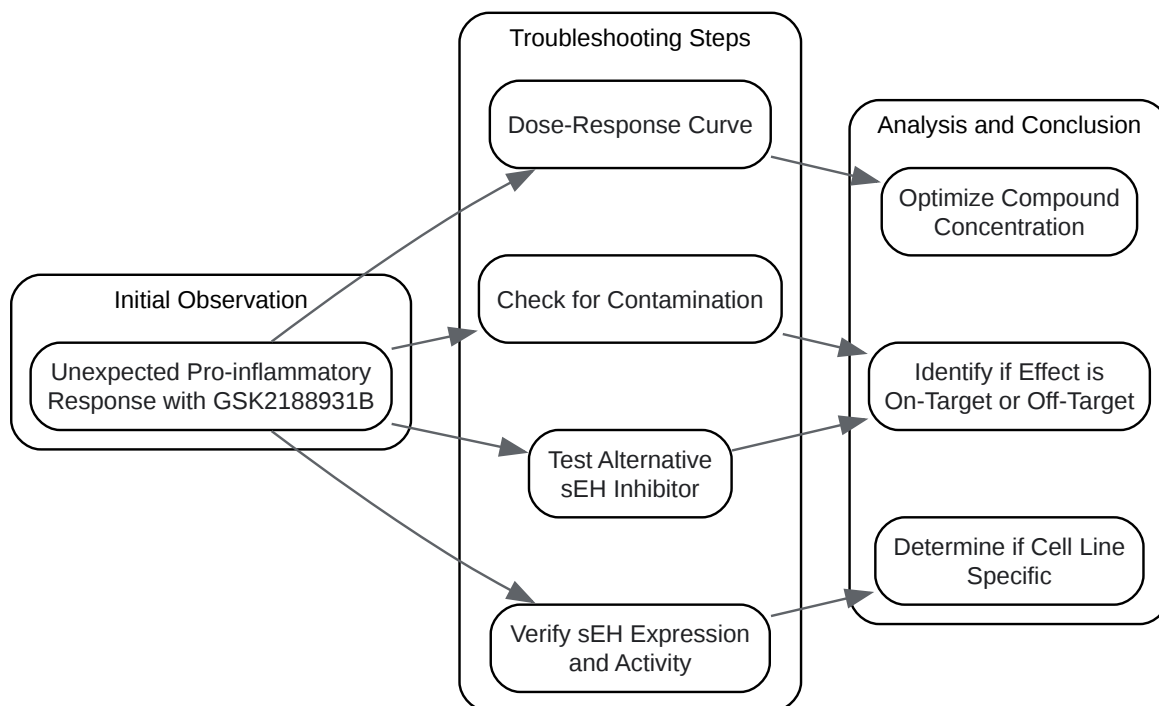 Initial Observation
Unexpected Pro-inflammatory
Response with GSK2188931B
Troubleshooting Steps
Dose-Response Curve
Check for Contamination
Test Alternative
sEH Inhibitor
Verify sEH Expression
and Activity
Analysis and Conclusion
Optimize Compound
Concentration
Identify if Effect is
On-Target or Off-Target
Determine if Cell Line
Specific